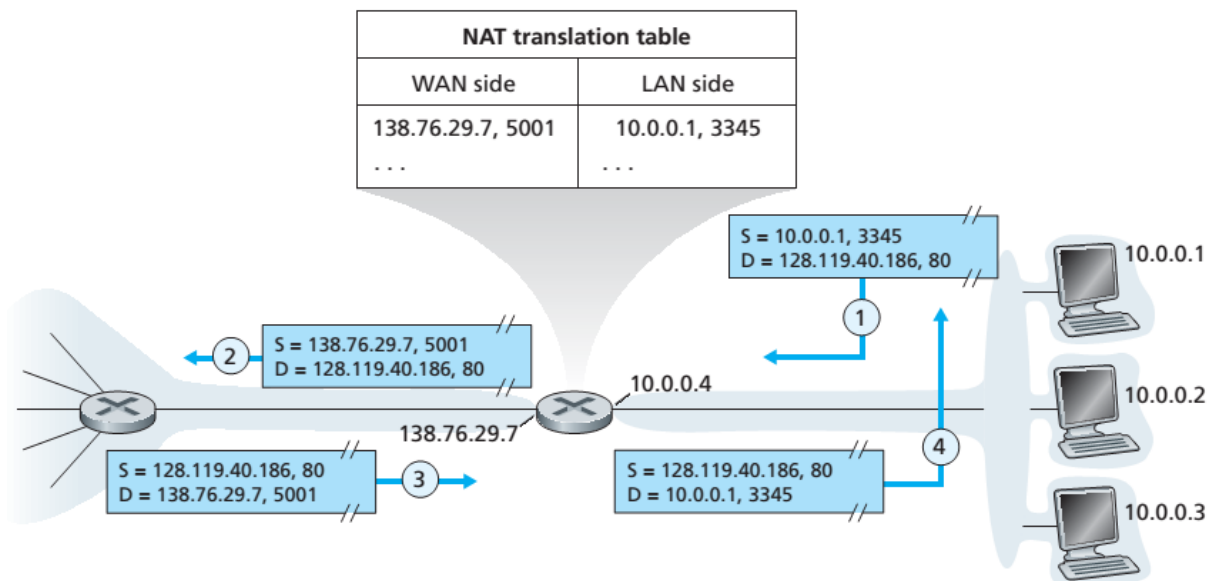 NAT translation table
WAN side
LAN side
138.76.29.7, 5001
10.0.0.1, 3345
. . .
. . .
S = 10.0.0.1, 3345
D = 128.119.40.186, 80
10.0.0.1
1
2
S = 138.76.29.7, 5001
D = 128.119.40.186, 80
10.0.0.4
10.0.0.2
138.76.29.7
4
S = 128.119.40.186, 80
D = 138.76.29.7, 5001
3
S = 128.119.40.186, 80
D = 10.0.0.1, 3345
10.0.0.3